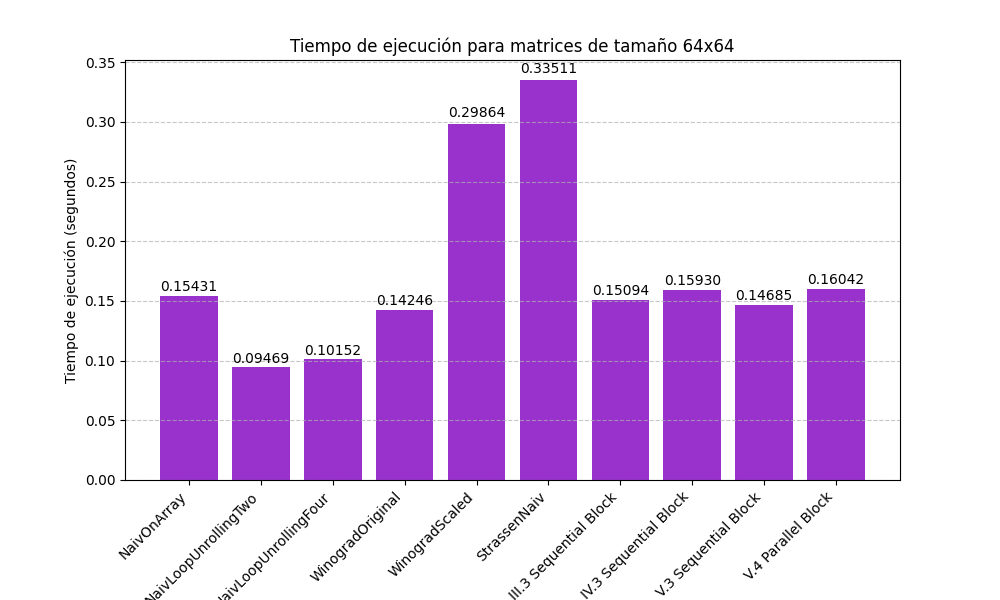 Tiempo de ejecución para matrices de tamaño 64x64
Tiempo de ejecución (segundos)
0.35
0.30
0.25
0.20
0.15
0.10
0.05
0.00
0.15431
0.09469
0.10152
0.14246
0.29864
0.33511
0.15094
0.15930
0.14685
0.16042
NaivOnArray
NaivLoopUnrollingTwo
NaivLoopUnrollingFour
WinogradOriginal
WinogradScaled
StrassenNaiv
III.3 Sequential Block
IV.3 Sequential Block
V.3 Sequential Block
V.4 Parallel Block